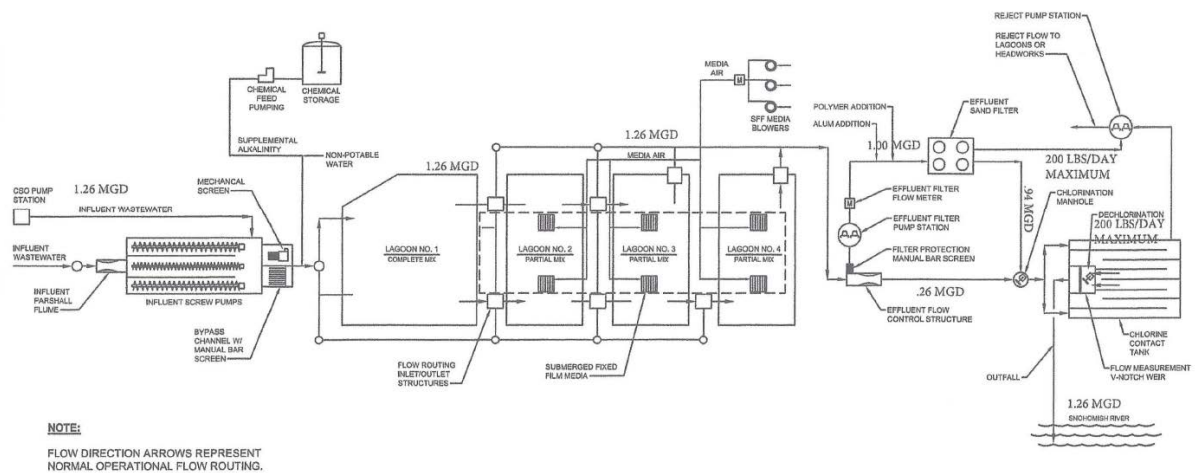 REJECT PUMP STATION
REJECT FLOW TO
LAGOONS OR
HEADWORKS
MEDIA
AIR
M
SFF MEDIA
BLOWERS
CHEMICAL
FEED
PUMPING
CHEMICAL
STORAGE
POLYMER ADDITION
ALUM ADDITION
EFFLUENT
SAND FILTER
1.26 MGD
1.00 MGD
SUPPLEMENTAL
ALKALINITY
NON-POTABLE
WATER
MEDIA AIR
1.26 MGD
200 LBS/DAY
MAXIMUM
MECHANCAL
SCREEN
CSO PUMP
STATION
1.26 MGD
INFLUENT WASTEWATER
M
EFFLUENT FILTER
FLOW METER
.94 MGD
CHLORINATION
MANHOLE
DECHLORINATION
200 LBS/DAY
MAXIMUM
EFFLUENT FILTER
PUMP STATION
INFLUENT
WASTEWATER
LAGOON NO. 1
COMPLETE MIX
LAGOON NO. 2
PARTIAL MIX
LAGOON NO. 3
PARTIAL MIX
LAGOON NO. 4
PARTIAL MIX
FILTER PROTECTION
MANUAL BAR SCREEN
.26 MGD
INFLUENT
PARSHALL
FLUME
INFLUENT SCREW PUMPS
EFFLUENT FLOW
CONTROL STRUCTURE
BYPASS
CHANNEL W/
MANUAL BAR
SCREEN
CHLORINE
CONTACT
TANK
FLOW ROUTING
INLET/OUTLET
STRUCTURES
SUBMERGED FIXED
FILM MEDIA
OUTFALL
FLOW MEASUREMENT
V-NOTCH WEIR
1.26 MGD
SNOHOMISH RIVER
NOTE:
FLOW DIRECTION ARROWS REPRESENT
NORMAL OPERATIONAL FLOW ROUTING.